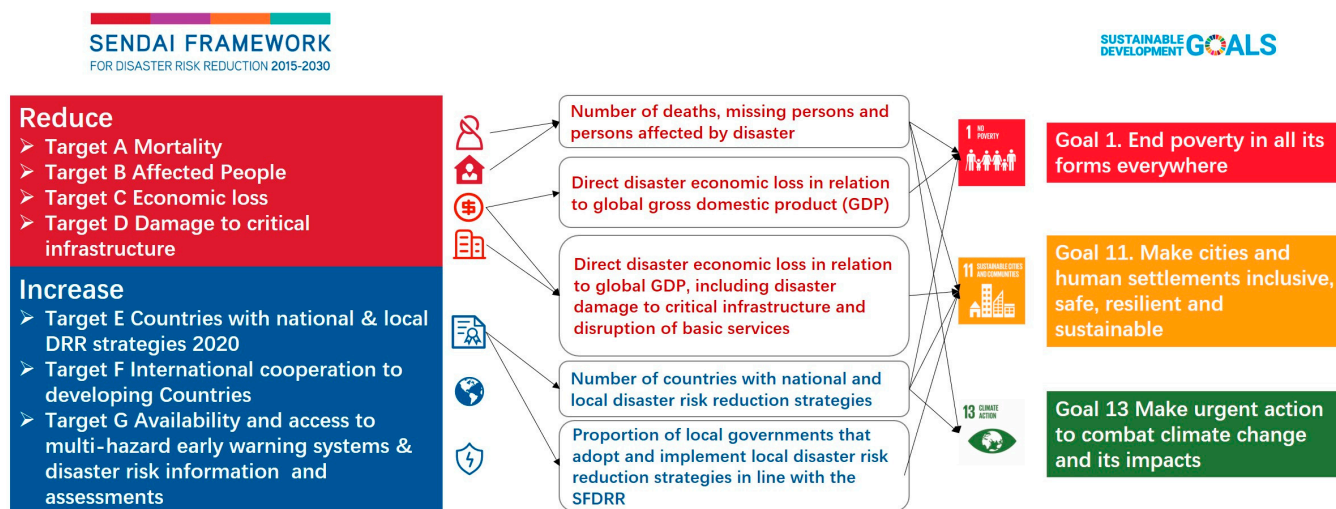 SENDAI FRAMEWORK
FOR DISASTER RISK REDUCTION 2015-2030
SUSTAINABLE
DEVELOPMENT GOALS
Reduce
➤ Target A Mortality
➤ Target B Affected People
➤ Target C Economic loss
➤ Target D Damage to critical
infrastructure
Increase
➤ Target E Countries with national & local
DRR strategies 2020
➤ Target F International cooperation to
developing Countries
➤ Target G Availability and access to
multi-hazard early warning systems &
disaster risk information and
assessments
Number of deaths, missing persons and
persons affected by disaster
Direct disaster economic loss in relation
to global gross domestic product (GDP)
Direct disaster economic loss in relation
to global GDP, including disaster
damage to critical infrastructure and
disruption of basic services
Number of countries with national and
local disaster risk reduction strategies
Proportion of local governments that
adopt and implement local disaster risk
reduction strategies in line with the
SFDRR
1 NO
POVERTY
Goal 1. End poverty in all its
forms everywhere
11 SUSTAINABLE CITIES
AND COMMUNITIES
Goal 11. Make cities and
human settlements inclusive,
safe, resilient and
sustainable
13 CLIMATE
ACTION
Goal 13 Make urgent action
to combat climate change
and its impacts